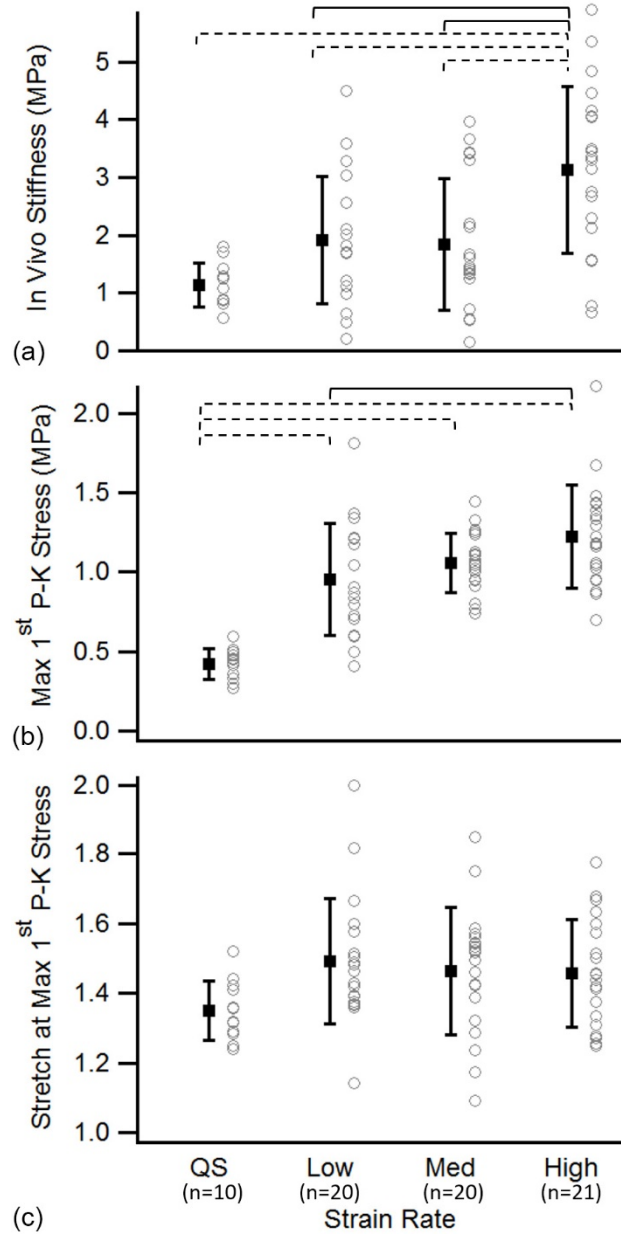 In Vivo Stiffness (MPa)
5
4
3
2
1
0
(a)
Max 1st P-K Stress (MPa)
2.0
1.5
1.0
0.5
0.0
(b)
Stretch at Max 1st P-K Stress
2.0
1.8
1.6
1.4
1.2
1.0
QS Low Med High
(n=10) (n=20) (n=20) (n=21)
(c) Strain Rate